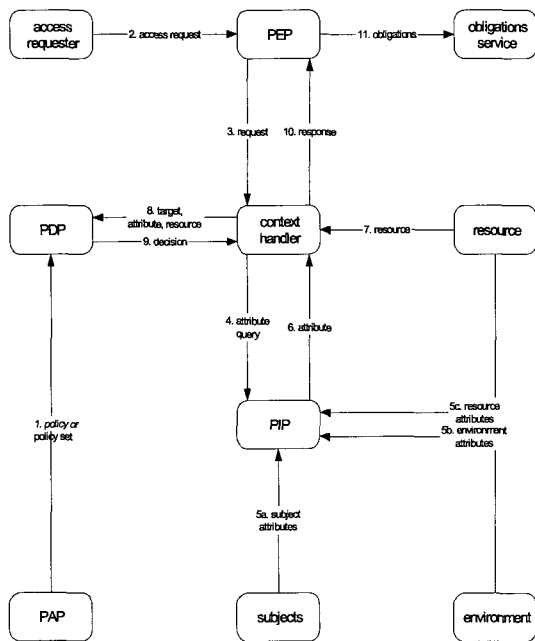 access
requester
2. access request
PEP
11. obligations
obligations
service
3. request
10. response
PDP
8. target,
attribute, resource
9. decision
context
handler
7. resource
resource
4. attribute
query
6. attribute
1. policy or
policy set
PIP
5c. resource
attributes
5b. environment
attributes
5a. subject
attributes
PAP
subjects
environment